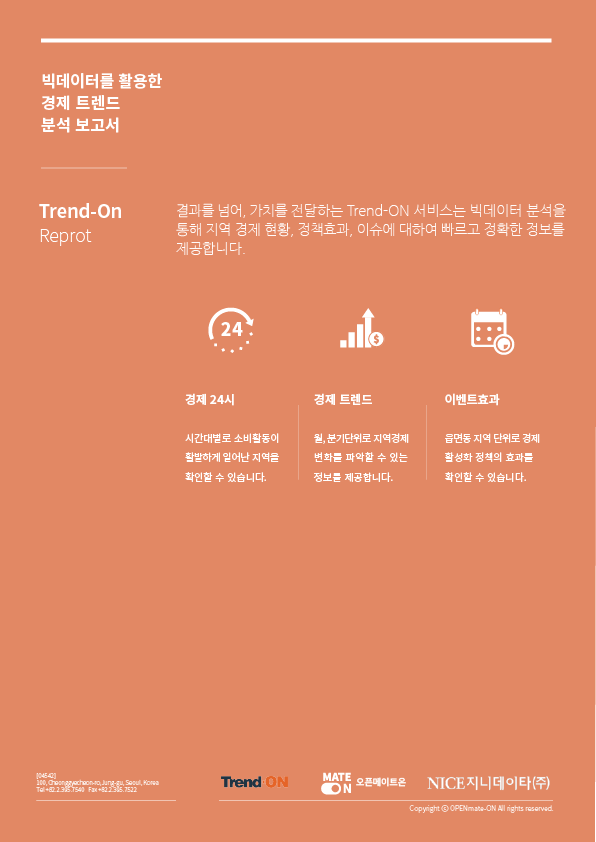 빅데이터를 활용한
경제 트렌드
분석 보고서
Trend-On
Reprot
결과를 넘어, 가치를 전달하는 Trend-ON 서비스는 빅데이터 분석을
통해 지역 경제 현황, 정책효과, 이슈에 대하여 빠르고 정확한 정보를
제공합니다.
24
$
경제 24시
시간대별로 소비활동이
활발하게 일어난 지역을
확인할 수 있습니다.
경제 트렌드
월, 분기단위로 지역경제
변화를 파악할 수 있는
정보를 제공합니다.
이벤트효과
읍면동 지역 단위로 경제
활성화 정책의 효과를
확인할 수 있습니다.
[04542]
100, Cheonggyecheon-ro, Jung-gu, Seoul, Korea
Tel +82.2.365.7540 Fax +82.2.365.7522
Trend·ON
MATE
ON
오픈메이트온
NICE지니데이타(주)
Copyright ⓒ OPENmate-ON All rights reserved.